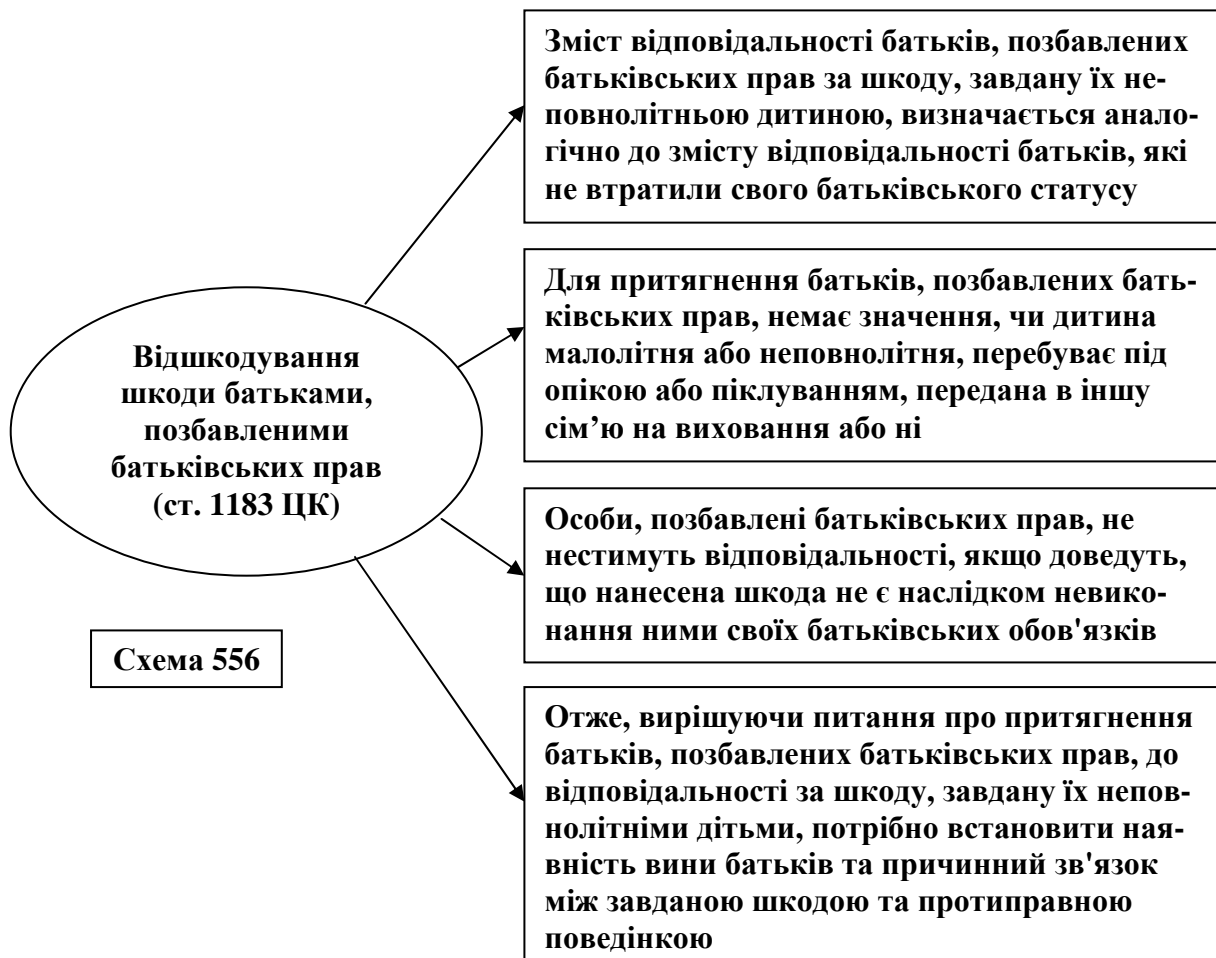 Відшкодування
шкоди батьками,
позбавленими
батьківських прав
(ст. 1183 ЦК)
Схема 556
Зміст відповідальності батьків, позбавлених
батьківських прав за шкоду, завдану їх не-
повнолітньою дитиною, визначається анало-
гічно до змісту відповідальності батьків, які
не втратили свого батьківського статусу
Для притягнення батьків, позбавлених бать-
ківських прав, немає значення, чи дитина
малолітня або неповнолітня, перебуває під
опікою або піклуванням, передана в іншу
сім’ю на виховання або ні
Особи, позбавлені батьківських прав, не
нестимуть відповідальності, якщо доведуть,
що нанесена шкода не є наслідком невико-
нання ними своїх батьківських обов'язків
Отже, вирішуючи питання про притягнення
батьків, позбавлених батьківських прав, до
відповідальності за шкоду, завдану їх непов-
нолітніми дітьми, потрібно встановити ная-
вність вини батьків та причинний зв'язок
між завданою шкодою та протиправною
поведінкою